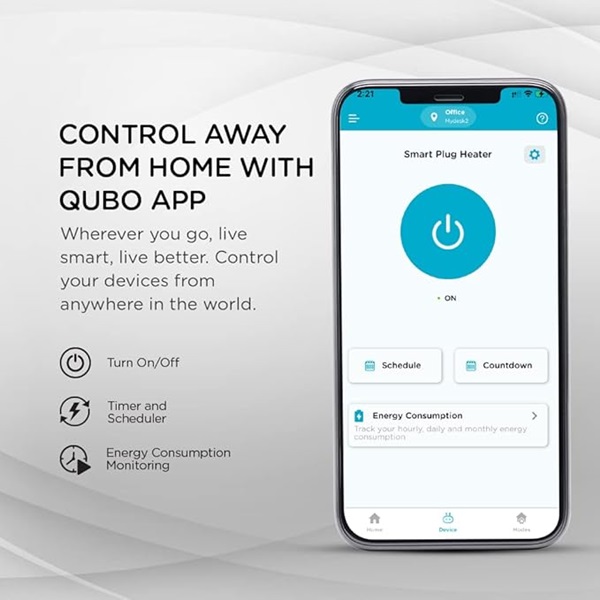 CONTROL AWAY
FROM HOME WITH
QUBO APP
Wherever you go, live
smart, live better. Control
your devices from
anywhere in the world.
Turn On/Off
Timer and
Scheduler
Energy Consumption
Monitoring
2:21
Office
Smart Plug Heater
ON
Schedule
Countdown
Energy Consumption
Track your hourly, daily and monthly energy
consumption
Home
Device
Modes